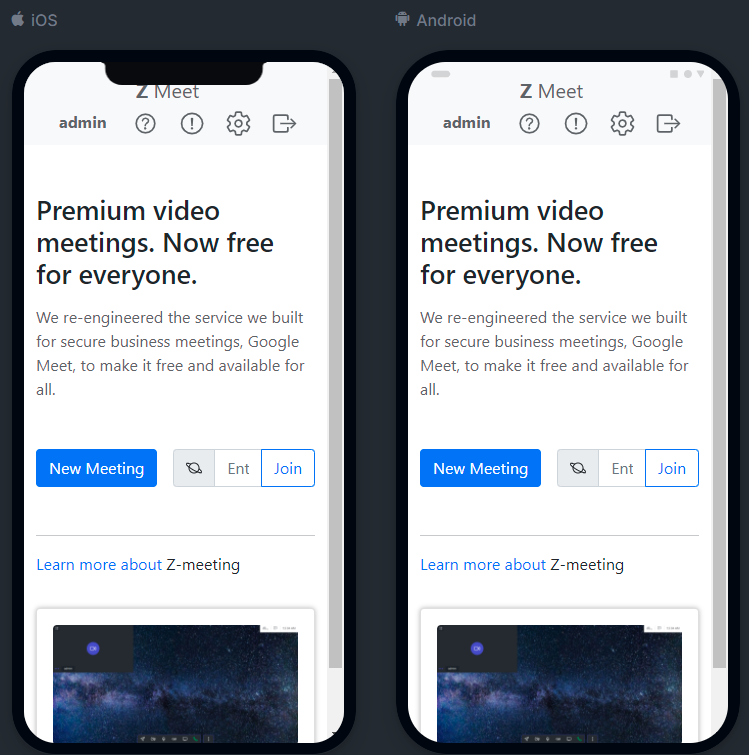 iOS
Z Meet
admin
Premium video
meetings. Now free
for everyone.
We re-engineered the service we built
for secure business meetings, Google
Meet, to make it free and available for
all.
New Meeting
Ent
Join
Learn more about Z-meeting
Android
Z Meet
admin
Premium video
meetings. Now free
for everyone.
We re-engineered the service we built
for secure business meetings, Google
Meet, to make it free and available for
all.
New Meeting
Ent
Join
Learn more about Z-meeting